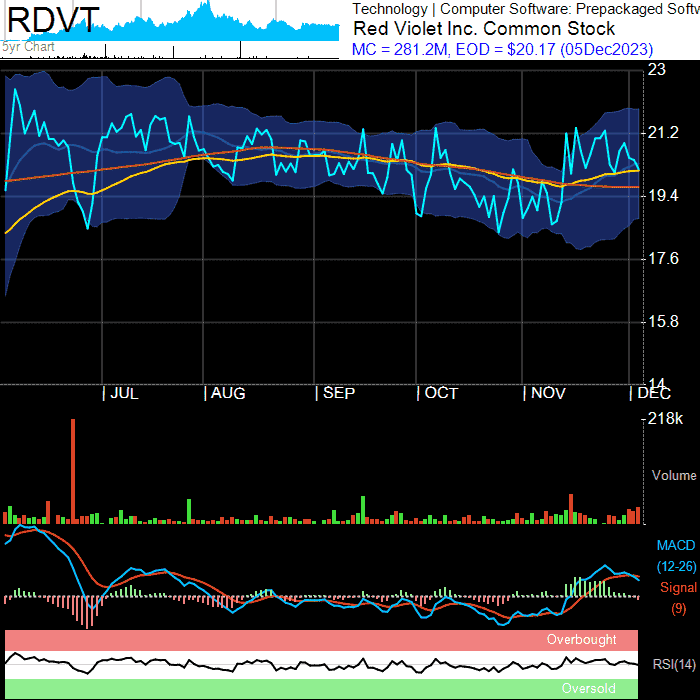 RDVT
Technology | Computer Software: Prepackaged Softw
Red Violet Inc. Common Stock
5yr Chart
MC = 281.2M, EOD = $20.17 (05Dec2023)
23
21.2
19.4
17.6
15.8
14
| JUL
| AUG
| SEP
| OCT
| NOV
| DEC
218k
Volume
MACD
(12-26)
Signal
(9)
Overbought
RSI(14)
Oversold